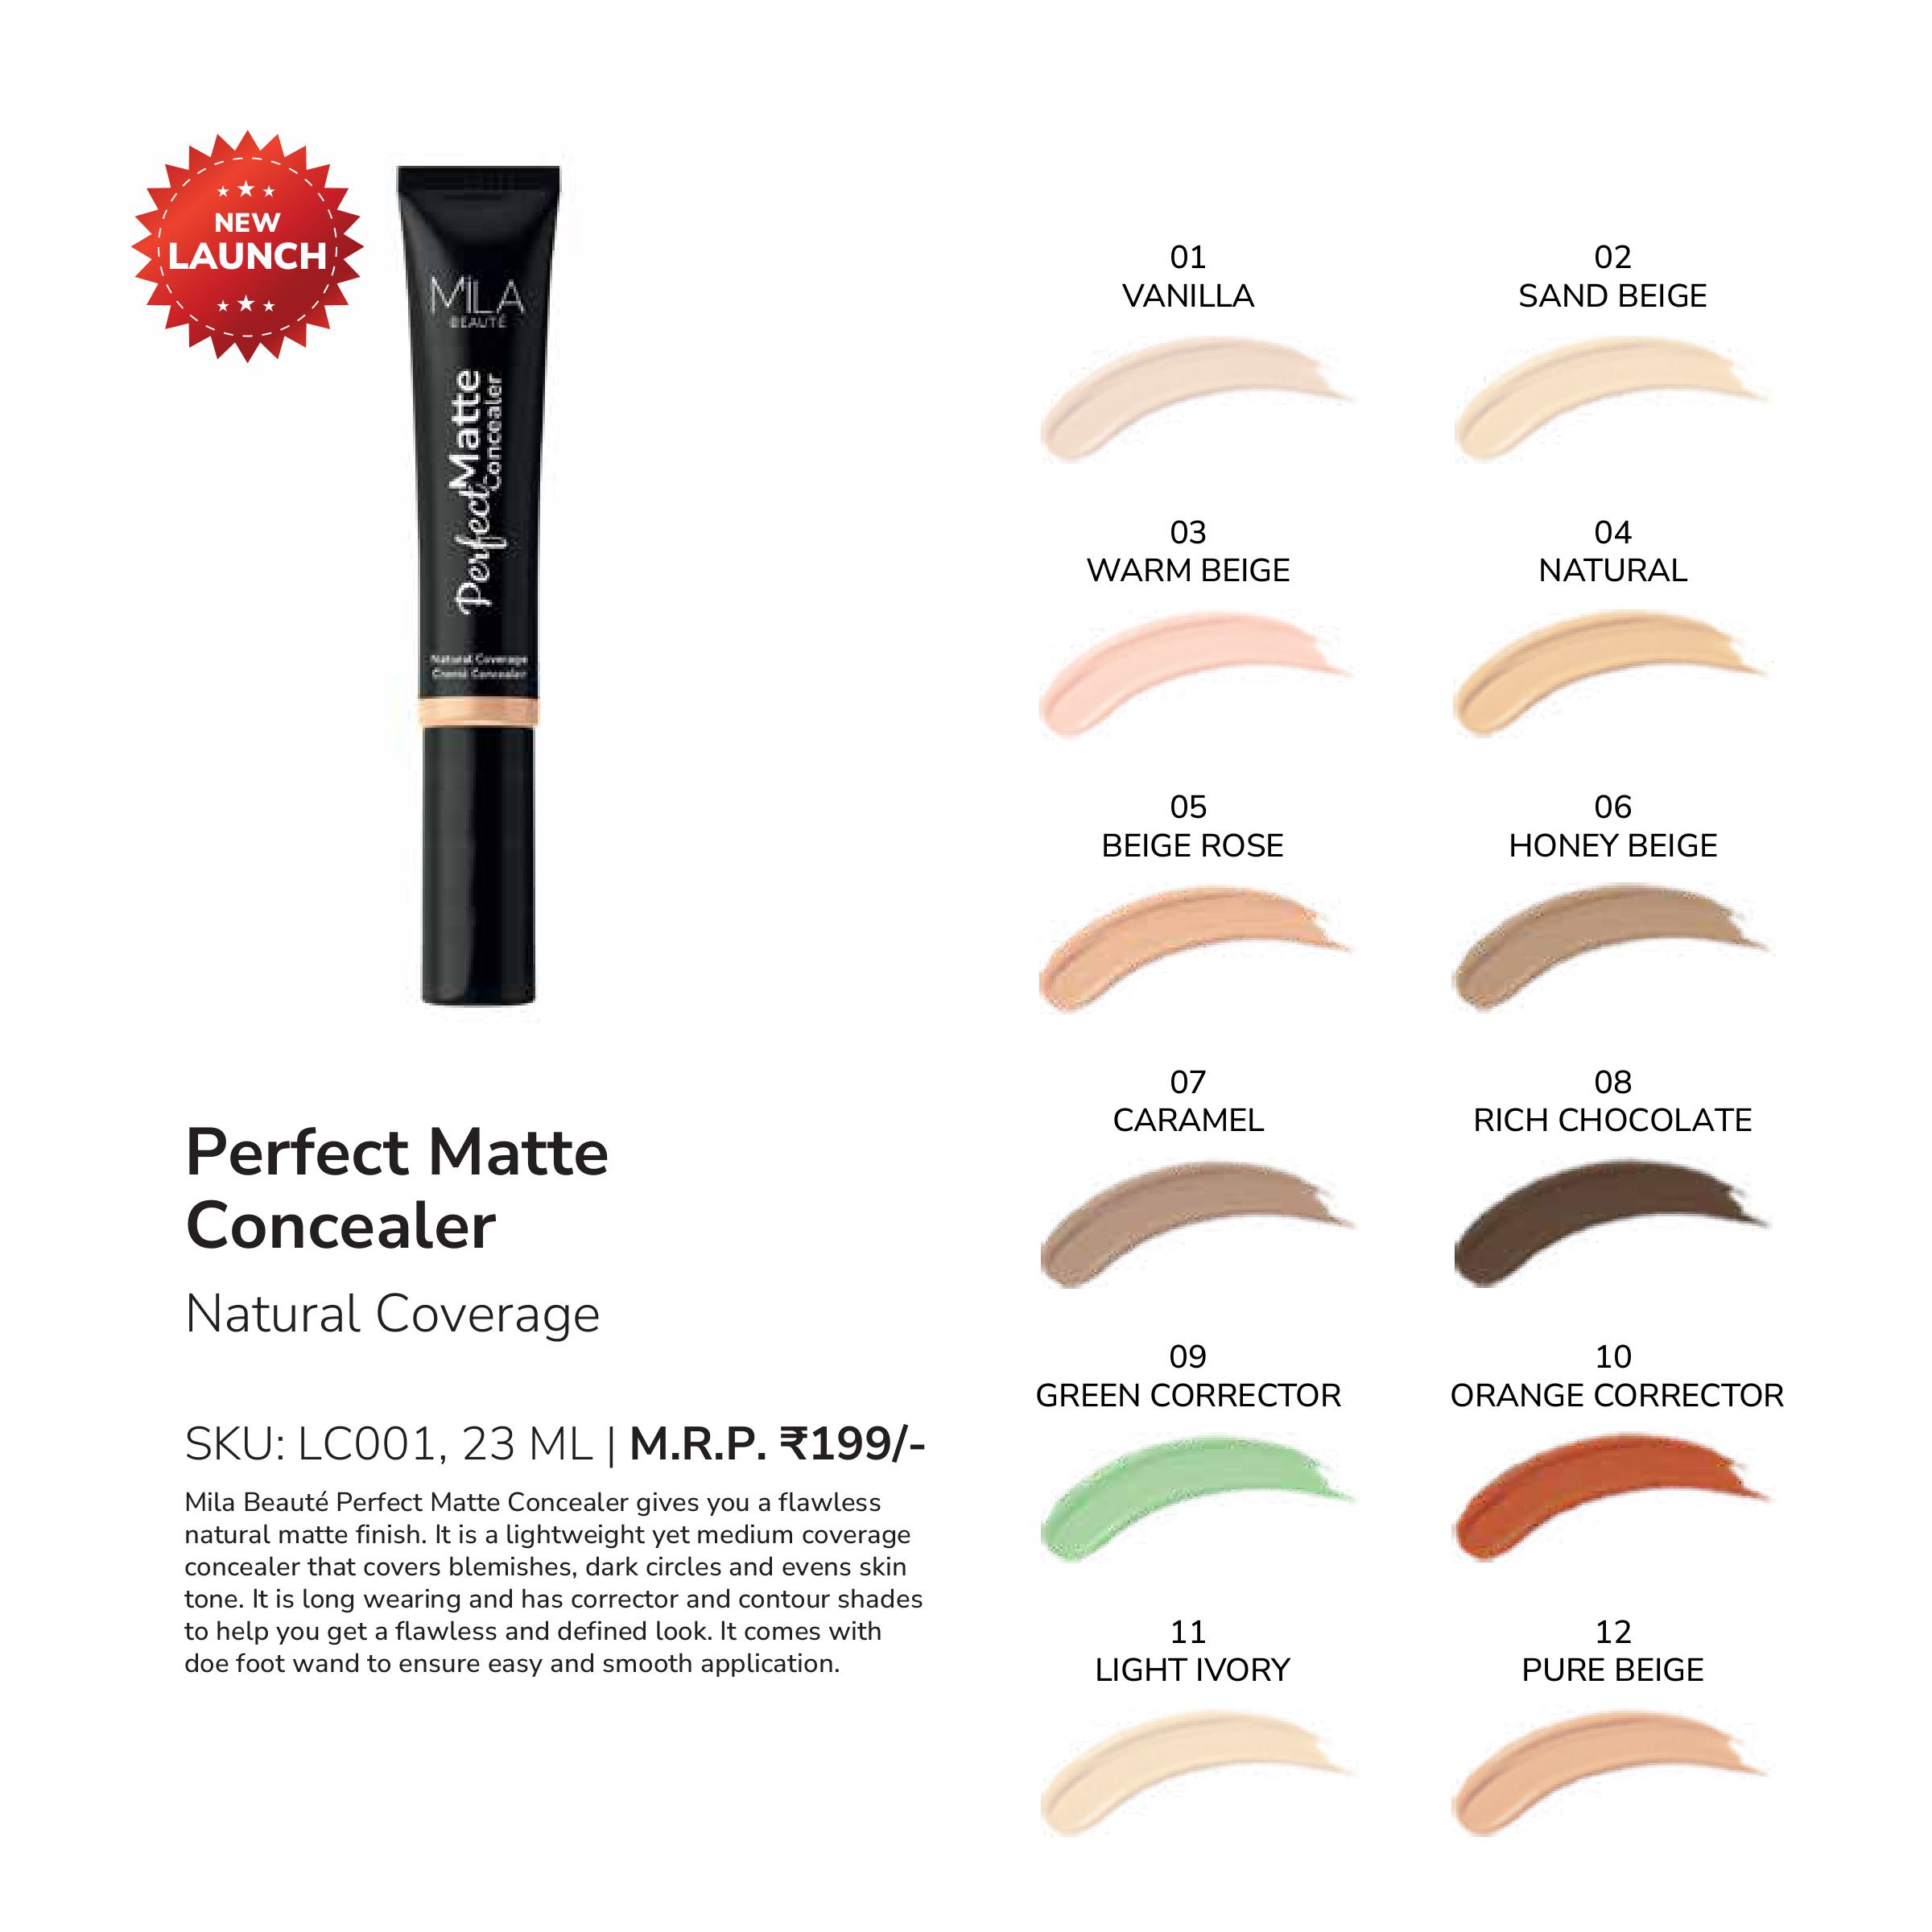 NEW
LAUNCH
MILA
BEAUTÉ
PerfectMatte
Concealer
Natural Coverage
Creme Concealer
Perfect Matte
Concealer
Natural Coverage
SKU: LC001, 23 ML | M.R.P. ₹199/-
Mila Beauté Perfect Matte Concealer gives you a flawless
natural matte finish. It is a lightweight yet medium coverage
concealer that covers blemishes, dark circles and evens skin
tone. It is long wearing and has corrector and contour shades
to help you get a flawless and defined look. It comes with
doe foot wand to ensure easy and smooth application.
01
VANILLA
02
SAND BEIGE
03
WARM BEIGE
04
NATURAL
05
BEIGE ROSE
06
HONEY BEIGE
07
CARAMEL
08
RICH CHOCOLATE
09
GREEN CORRECTOR
10
ORANGE CORRECTOR
11
LIGHT IVORY
12
PURE BEIGE